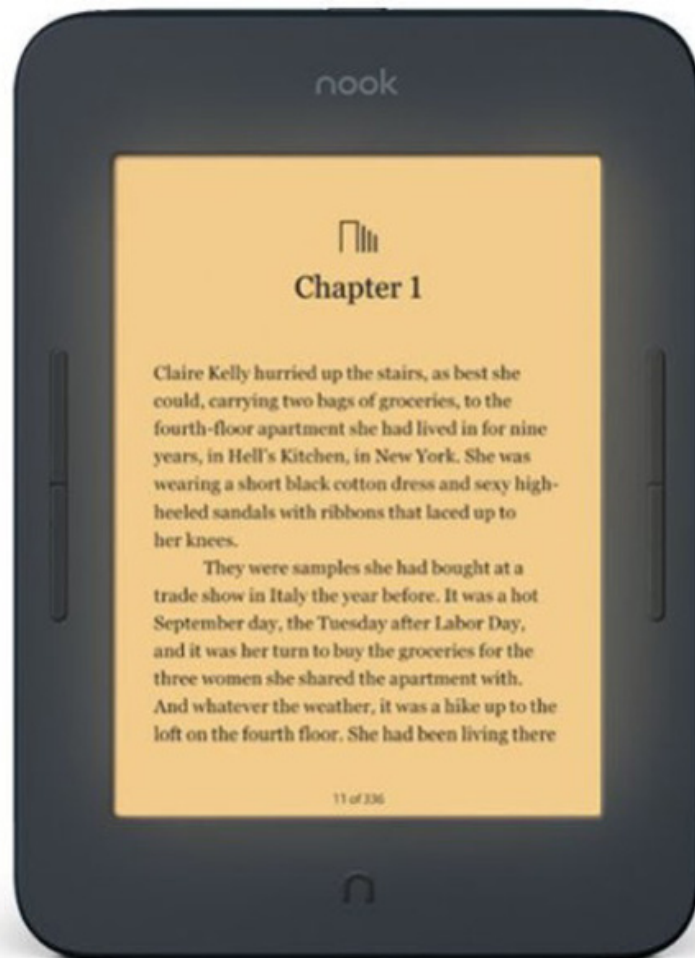 nook
Chapter 1
Claire Kelly hurried up the stairs, as best she
could, carrying two bags of groceries, to the
fourth-floor apartment she had lived in for nine
years, in Hell's Kitchen, in New York. She was
wearing a short black cotton dress and sexy high-
heeled sandals with ribbons that laced up to
her knees.
They were samples she had bought at a
trade show in Italy the year before. It was a hot
September day, the Tuesday after Labor Day,
and it was her turn to buy the groceries for the
three women she shared the apartment with.
And whatever the weather, it was a hike up to the
loft on the fourth floor. She had been living there
11 of 336